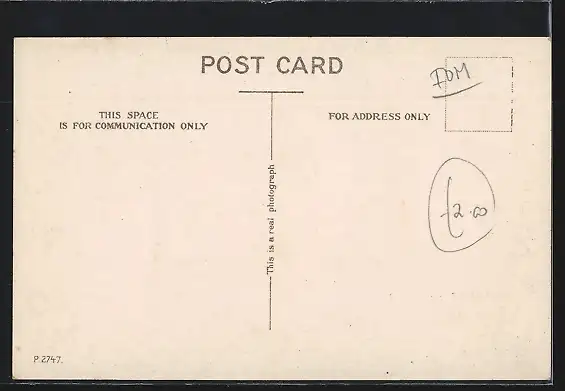 POST CARD
THIS SPACE
IS FOR COMMUNICATION ONLY
FOR ADDRESS ONLY
IOM
This is a real photograph
£2.00
P.2747.